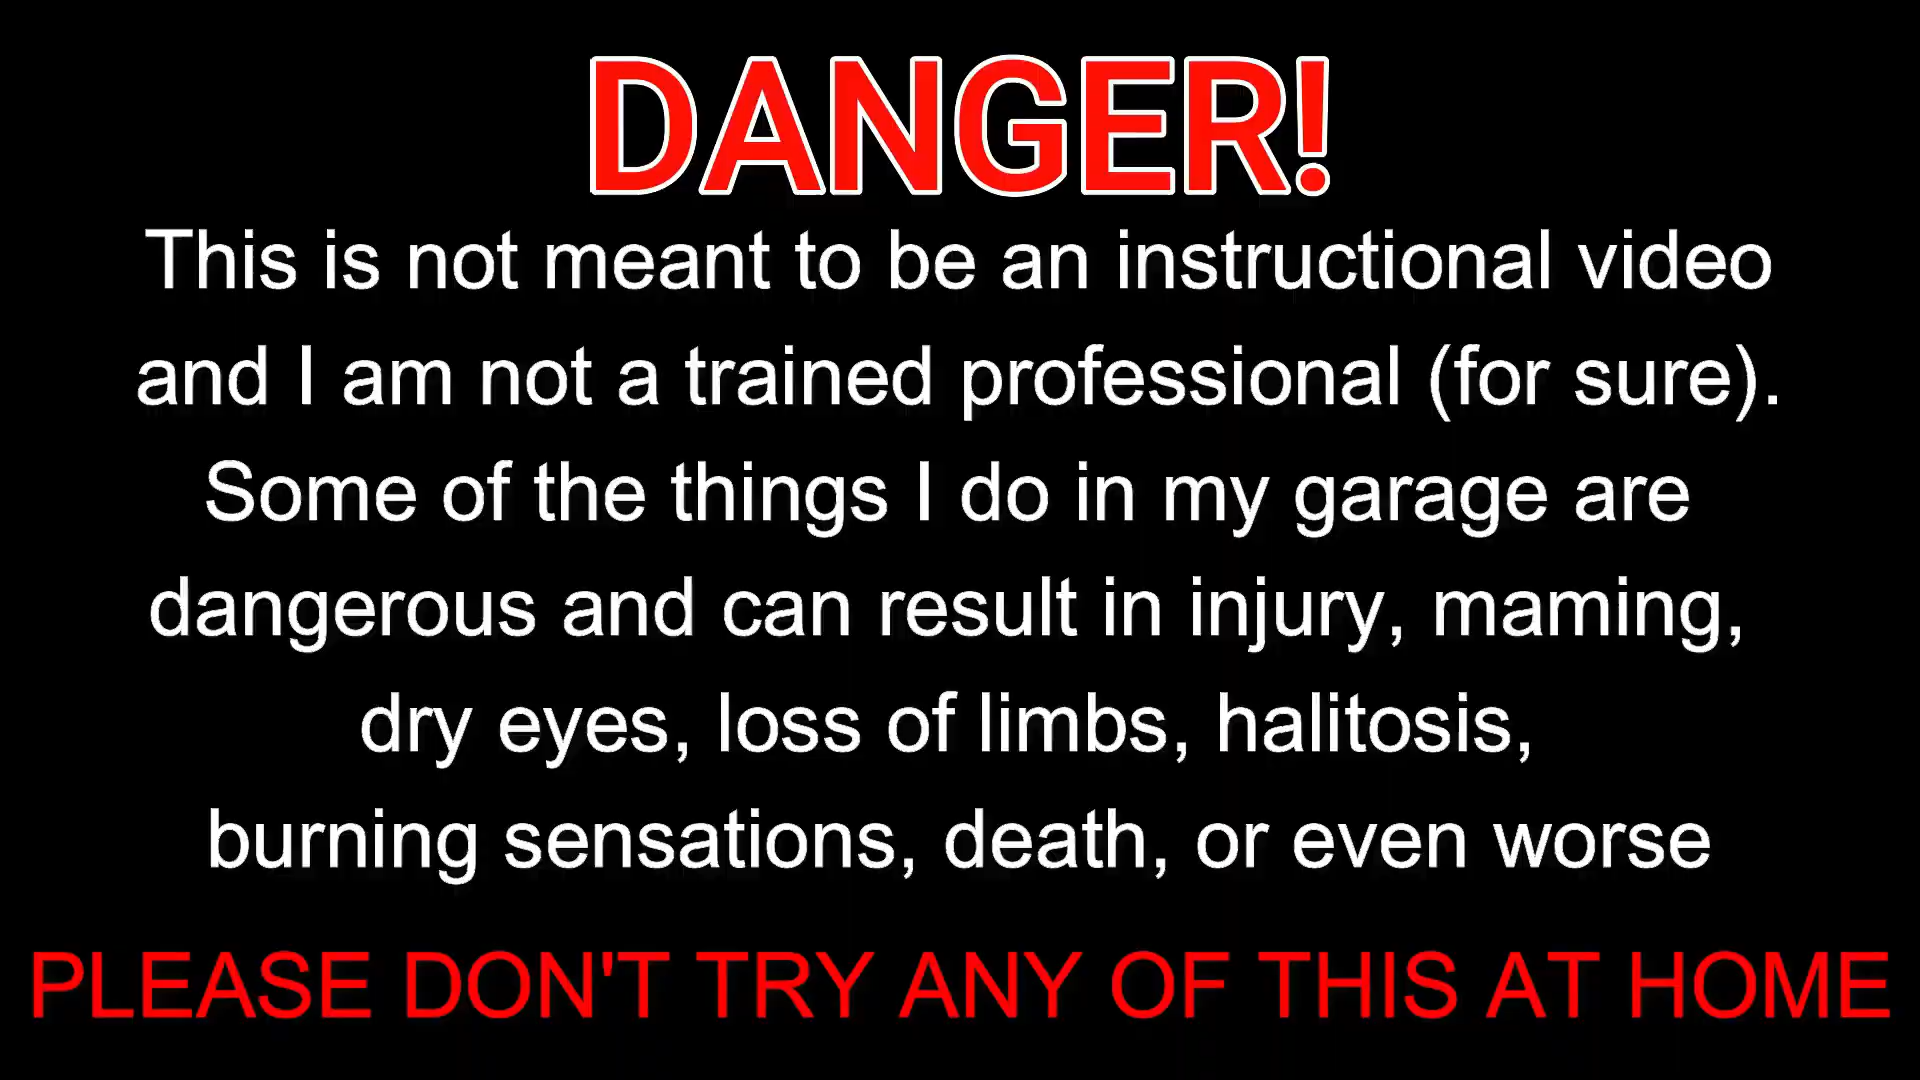 DANGER!
This is not meant to be an instructional video
and I am not a trained professional (for sure).
Some of the things I do in my garage are
dangerous and can result in injury, maming,
dry eyes, loss of limbs, halitosis,
burning sensations, death, or even worse
PLEASE DON'T TRY ANY OF THIS AT HOME